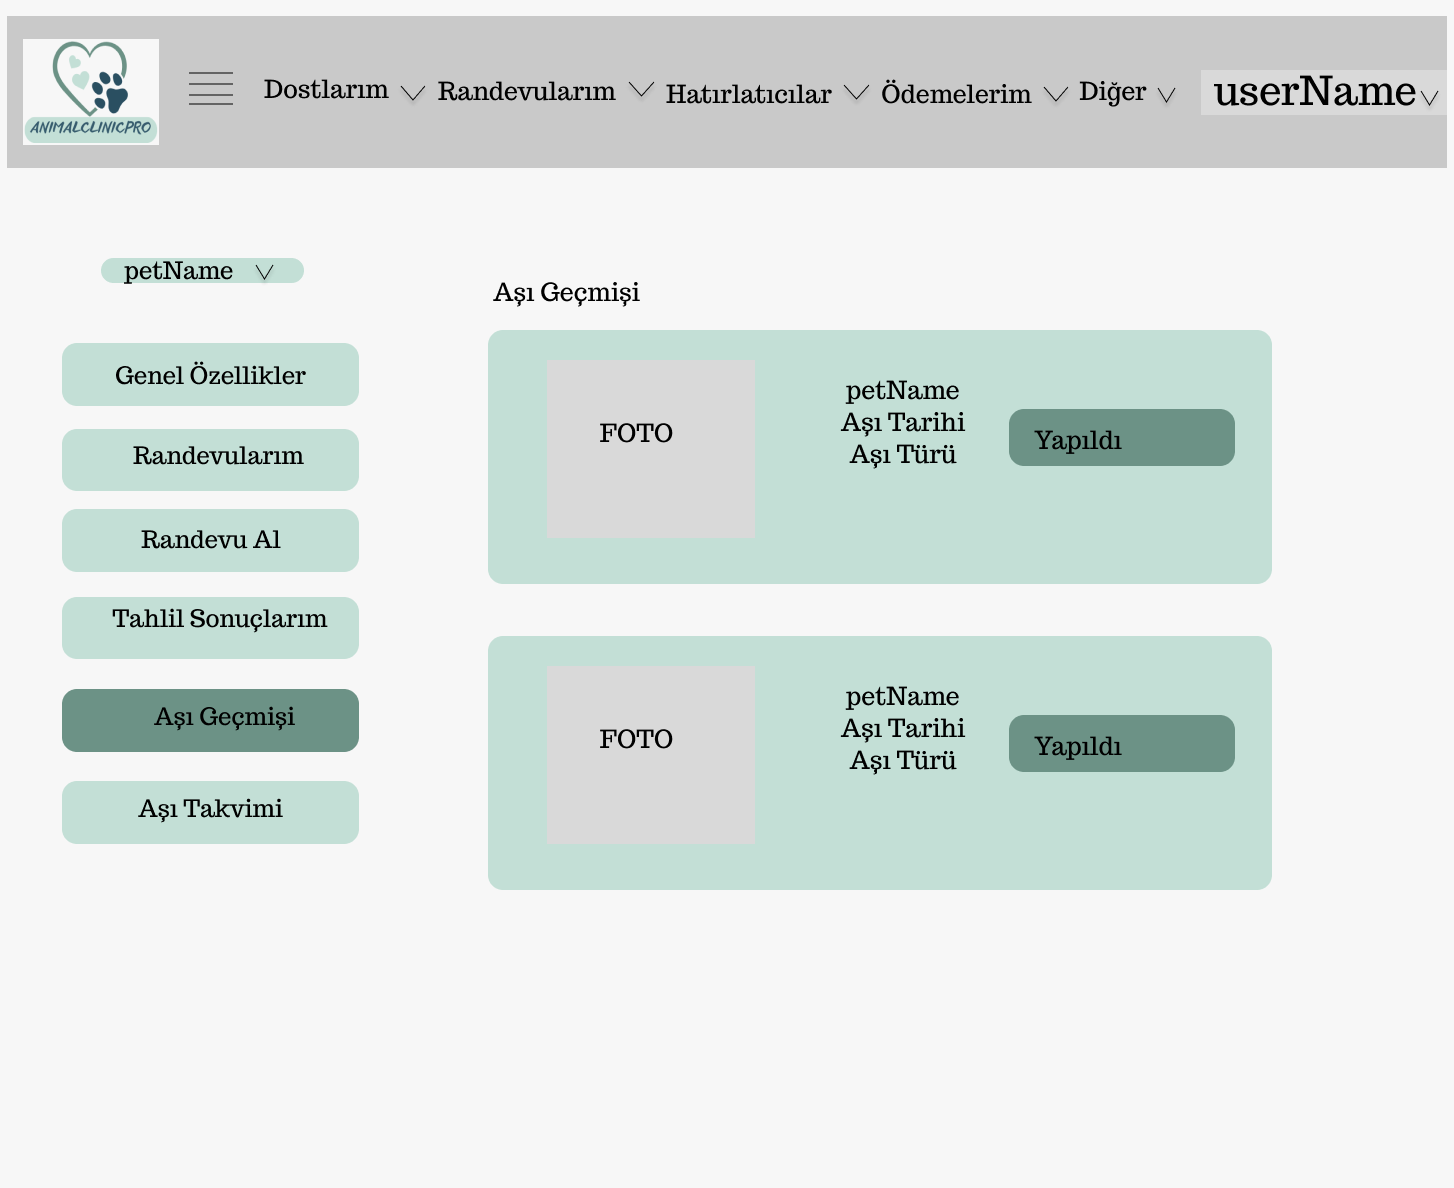 ANIMALCLINICPRO
Dostlarım
Randevularım
Hatırlatıcılar
Ödemelerim
Diğer
userName
petName
Genel Özellikler
Randevularım
Randevu Al
Tahlil Sonuçlarım
Aşı Geçmişi
Aşı Takvimi
Aşı Geçmişi
FOTO
petName
Aşı Tarihi
Aşı Türü
Yapıldı
FOTO
petName
Aşı Tarihi
Aşı Türü
Yapıldı